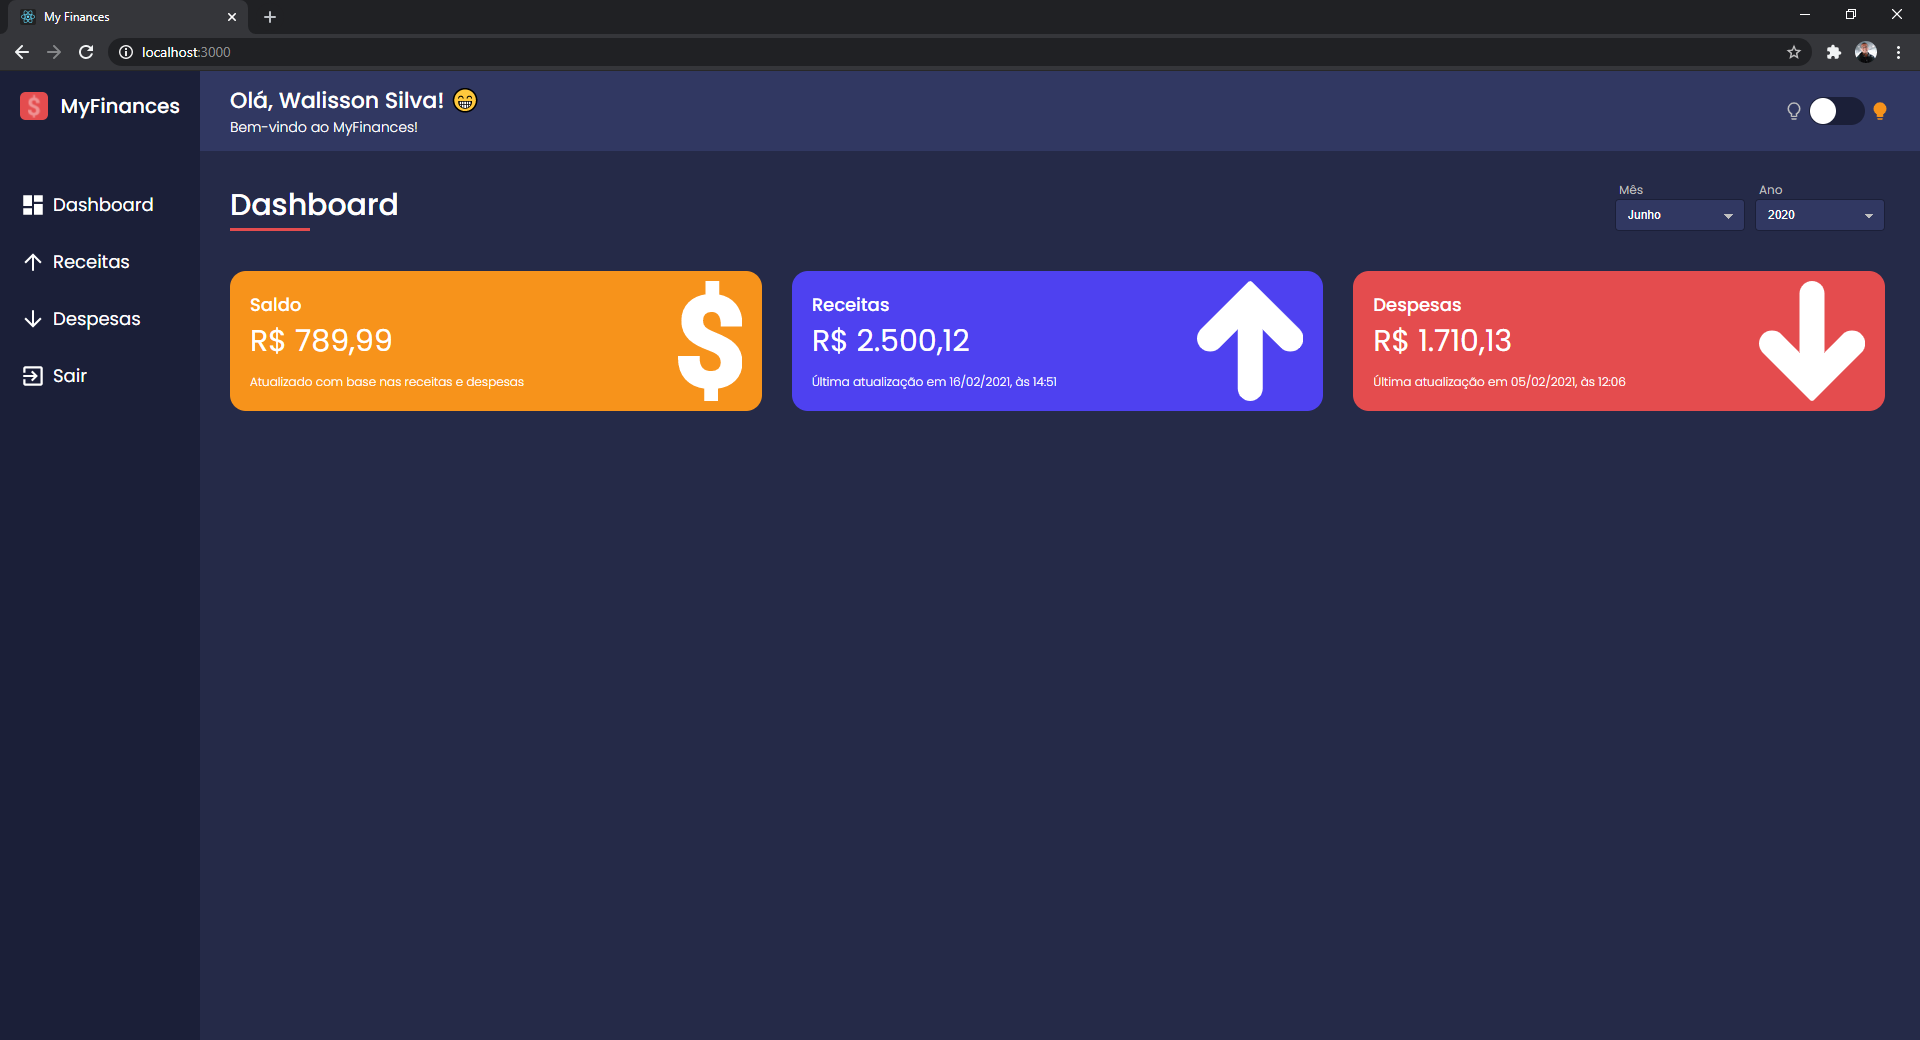 My Finances
localhost:3000
MyFinances
Olá, Walisson Silva! 😁
Bem-vindo ao MyFinances!
Dashboard
Receitas
Despesas
Sair
Dashboard
Mês
Junho
Ano
2020
Saldo
R$ 789,99
Atualizado com base nas receitas e despesas
Receitas
R$ 2.500,12
Última atualização em 16/02/2021, às 14:51
Despesas
R$ 1.710,13
Última atualização em 05/02/2021, às 12:06